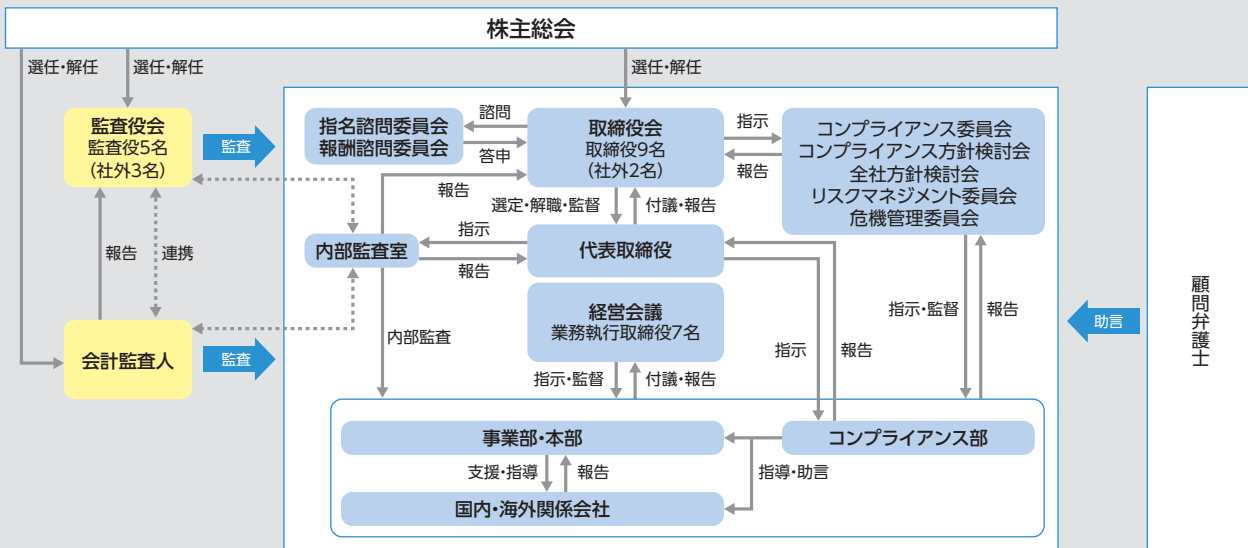 株主総会
選任・解任
選任・解任
選任・解任
監査役会
監査役5名
(社外3名)
監査
指名諮問委員会
報酬諮問委員会
諮問
答申
取締役会
取締役9名
(社外2名)
指示
報告
コンプライアンス委員会
コンプライアンス方針検討会
全社方針検討会
リスクマネジメント委員会
危機管理委員会
報告
選定・解職・監督
付議・報告
報告
連携
内部監査室
指示
報告
代表取締役
経営会議
業務執行取締役7名
指示・監督
報告
助言
顧問弁護士
会計監査人
監査
内部監査
指示
報告
指示・監督
付議・報告
事業部・本部
コンプライアンス部
支援・指導
報告
指導・助言
国内・海外関係会社